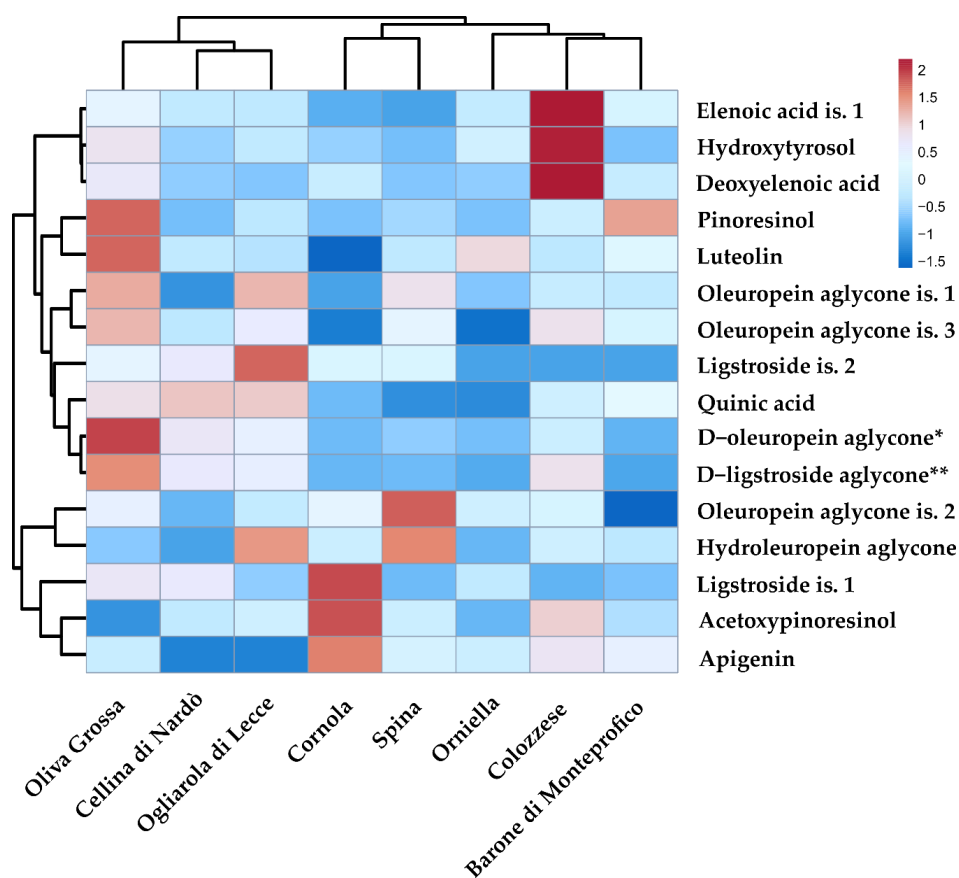 2
1.5
1
0.5
0
−0.5
−1
−1.5
Elenoic acid is. 1
Hydroxytyrosol
Deoxyelenoic acid
Pinoresinol
Luteolin
Oleuropein aglycone is. 1
Oleuropein aglycone is. 3
Ligstroside is. 2
Quinic acid
D−oleuropein aglycone*
D−ligstroside aglycone**
Oleuropein aglycone is. 2
Hydroleuropein aglycone
Ligstroside is. 1
Acetoxypinoresinol
Apigenin
Oliva Grossa
Cellina di Nardò
Ogliarola di Lecce
Cornola
Spina
Orniella
Colozzese
Barone di Monteprofico